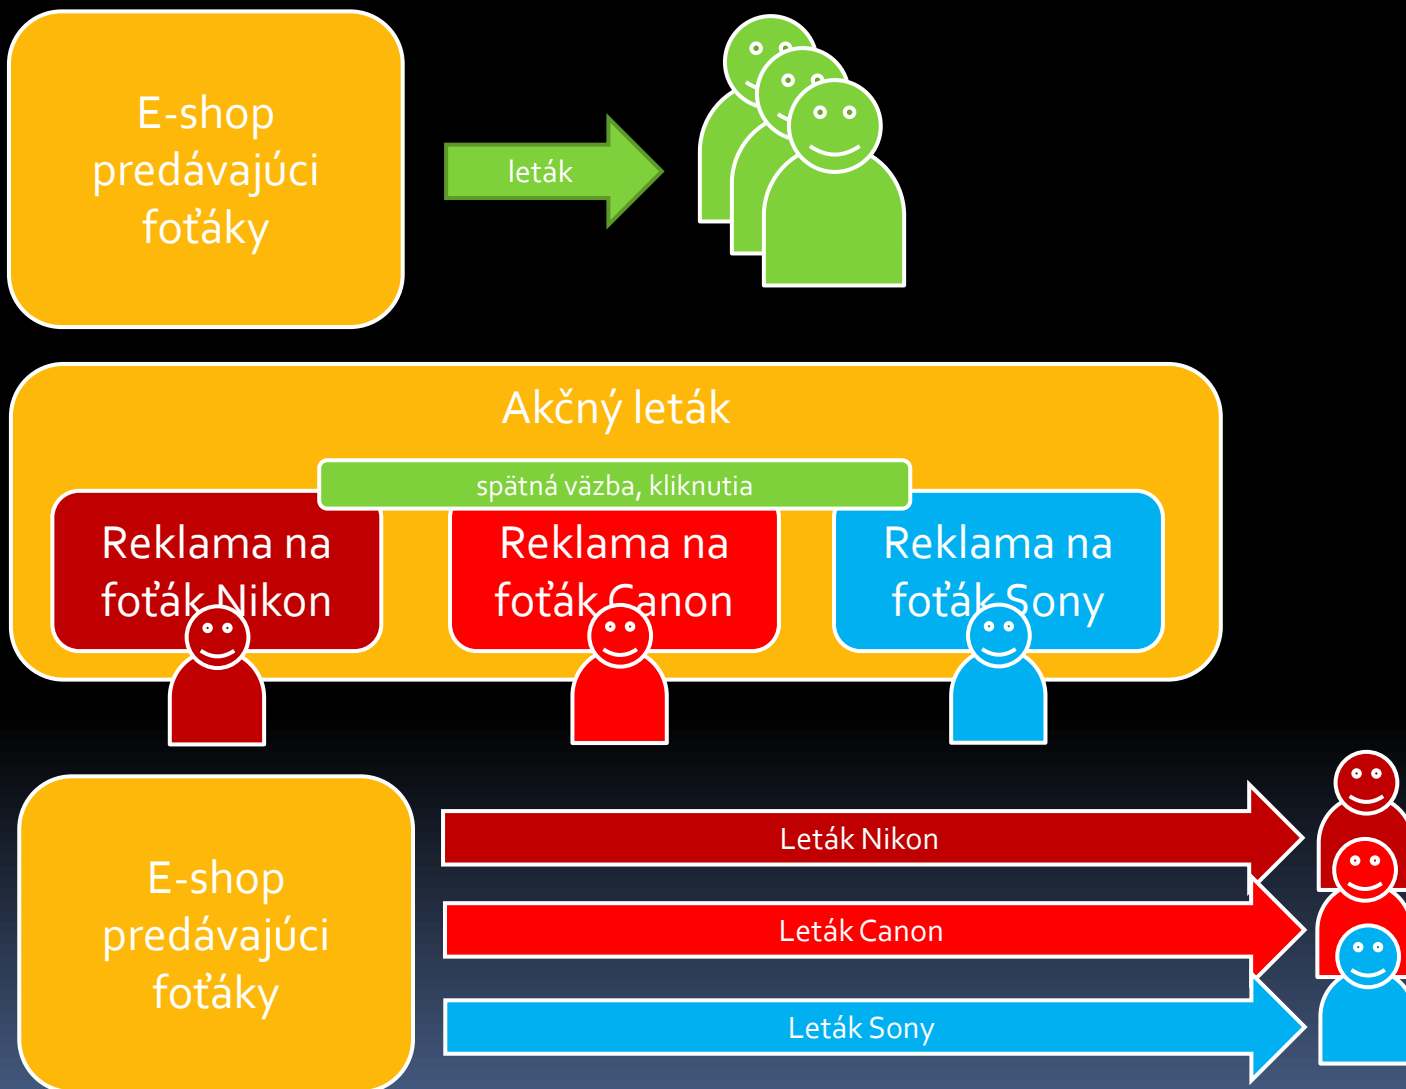 E-shop
predávajúci
foťáky
leták
Akčný leták
spätná väzba, kliknutia
Reklama na
foťák Nikon
Reklama na
foťák Canon
Reklama na
foťák Sony
E-shop
predávajúci
foťáky
Leták Nikon
Leták Canon
Leták Sony